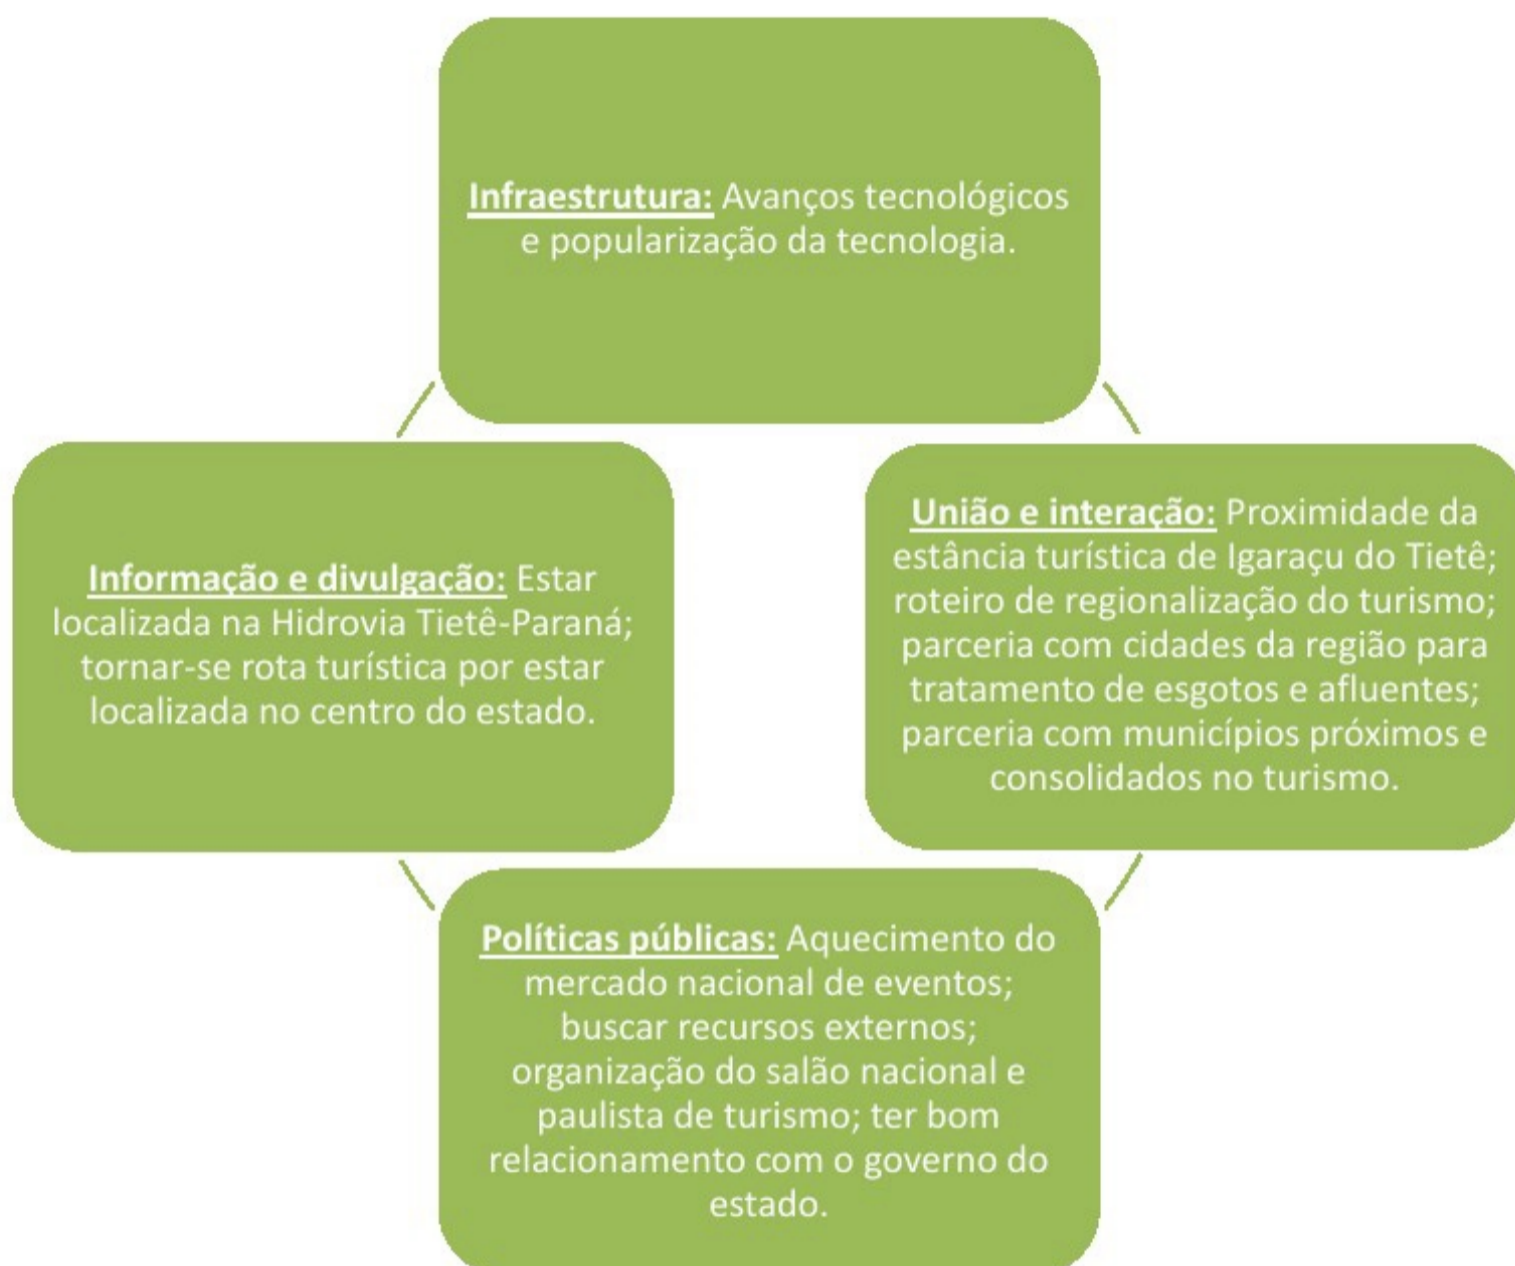 Infraestrutura: Avanços tecnológicos
e popularização da tecnologia.
União e interação: Proximidade da
estância turística de Igaraçu do Tietê;
roteiro de regionalização do turismo;
parceria com cidades da região para
tratamento de esgotos e afluentes;
parceria com municípios próximos e
consolidados no turismo.
Políticas públicas: Aquecimento do
mercado nacional de eventos;
buscar recursos externos;
organização do salão nacional e
paulista de turismo; ter bom
relacionamento com o governo do
estado.
Informação e divulgação: Estar
localizada na Hidrovia Tietê-Paraná;
tornar-se rota turística por estar
localizada no centro do estado.